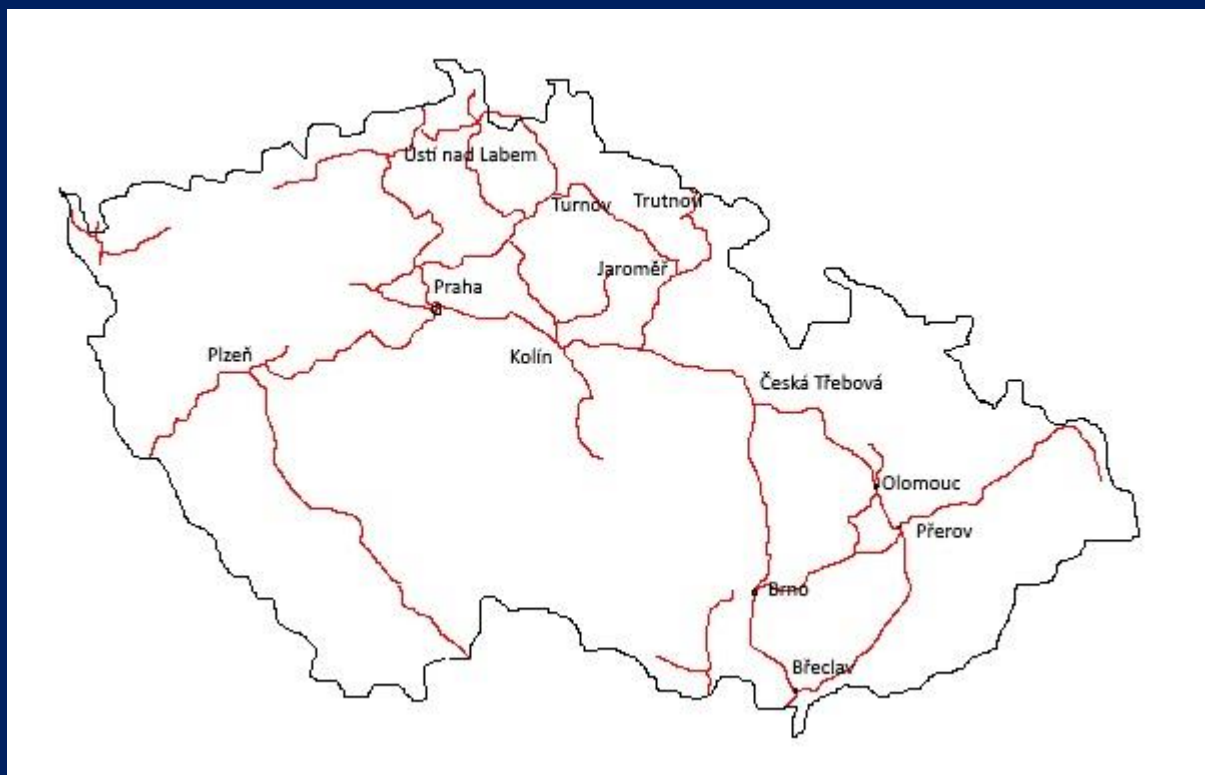 Ústí nad Labem
Turnov
Trutnov
Jaroměř
Praha
Plzeň
Kolín
Česká Třebová
Olomouc
Přerov
Brno
Břeclav